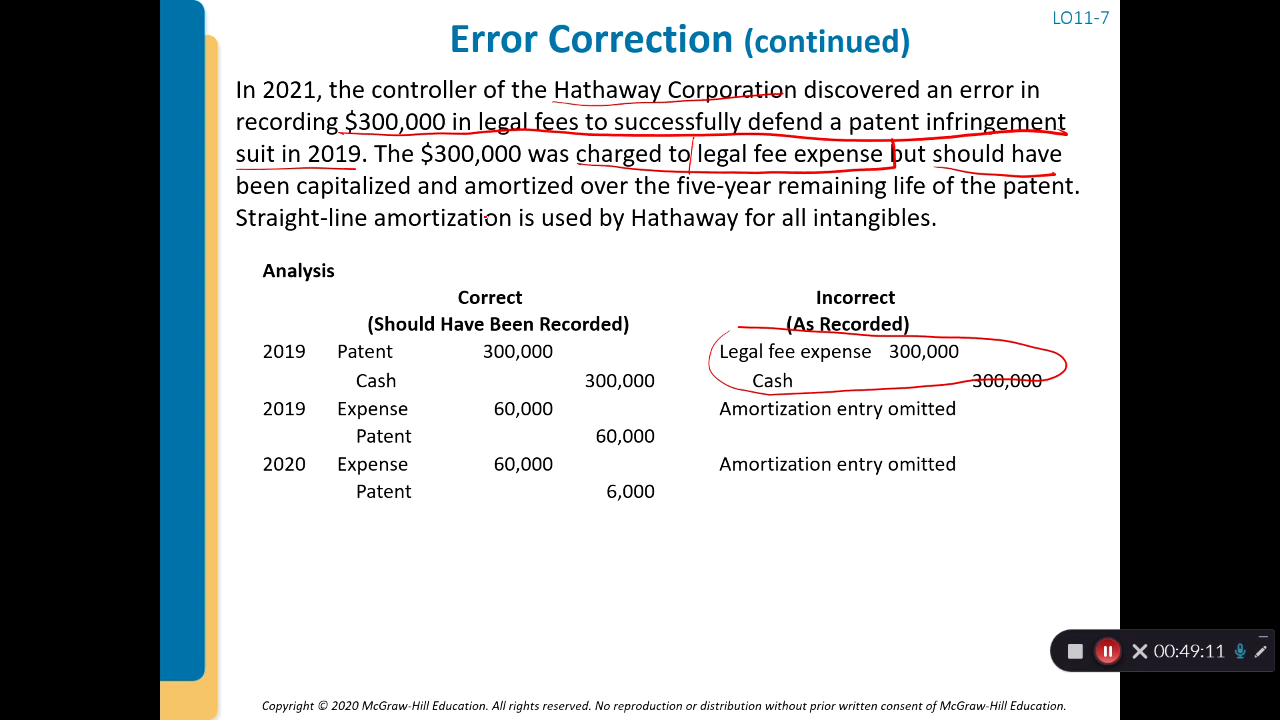 LO11-7
Error Correction (continued)
In 2021, the controller of the Hathaway Corporation discovered an error in
recording $300,000 in legal fees to successfully defend a patent infringement
suit in 2019. The $300,000 was charged to legal fee expense but should have
been capitalized and amortized over the five-year remaining life of the patent.
Straight-line amortization is used by Hathaway for all intangibles.
Analysis
Correct Incorrect
(Should Have Been Recorded) (As Recorded)
2019 Patent 300,000 Legal fee expense 300,000
Cash 300,000 Cash 300,000
2019 Expense 60,000 Amortization entry omitted
Patent 60,000
2020 Expense 60,000 Amortization entry omitted
Patent 6,000
00:49:11
Copyright © 2020 McGraw-Hill Education. All rights reserved. No reproduction or distribution without prior written consent of McGraw-Hill Education.